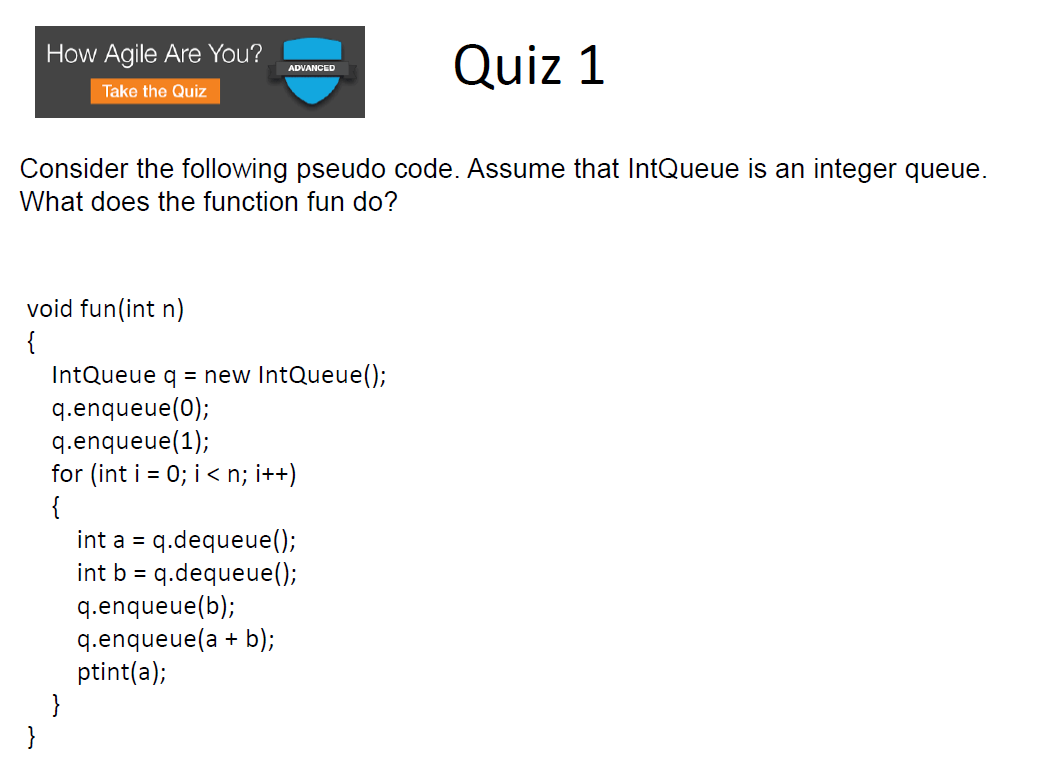 How Agile Are You?
ADVANCED
Take the Quiz
Quiz 1
Consider the following pseudo code. Assume that IntQueue is an integer queue.
What does the function fun do?
void fun(int n)
{
IntQueue q = new IntQueue();
q.enqueue(0);
q.enqueue(1);
for (int i = 0; i < n; i++)
{
int a = q.dequeue();
int b = q.dequeue();
q.enqueue(b);
q.enqueue(a + b);
ptint(a);
}
}